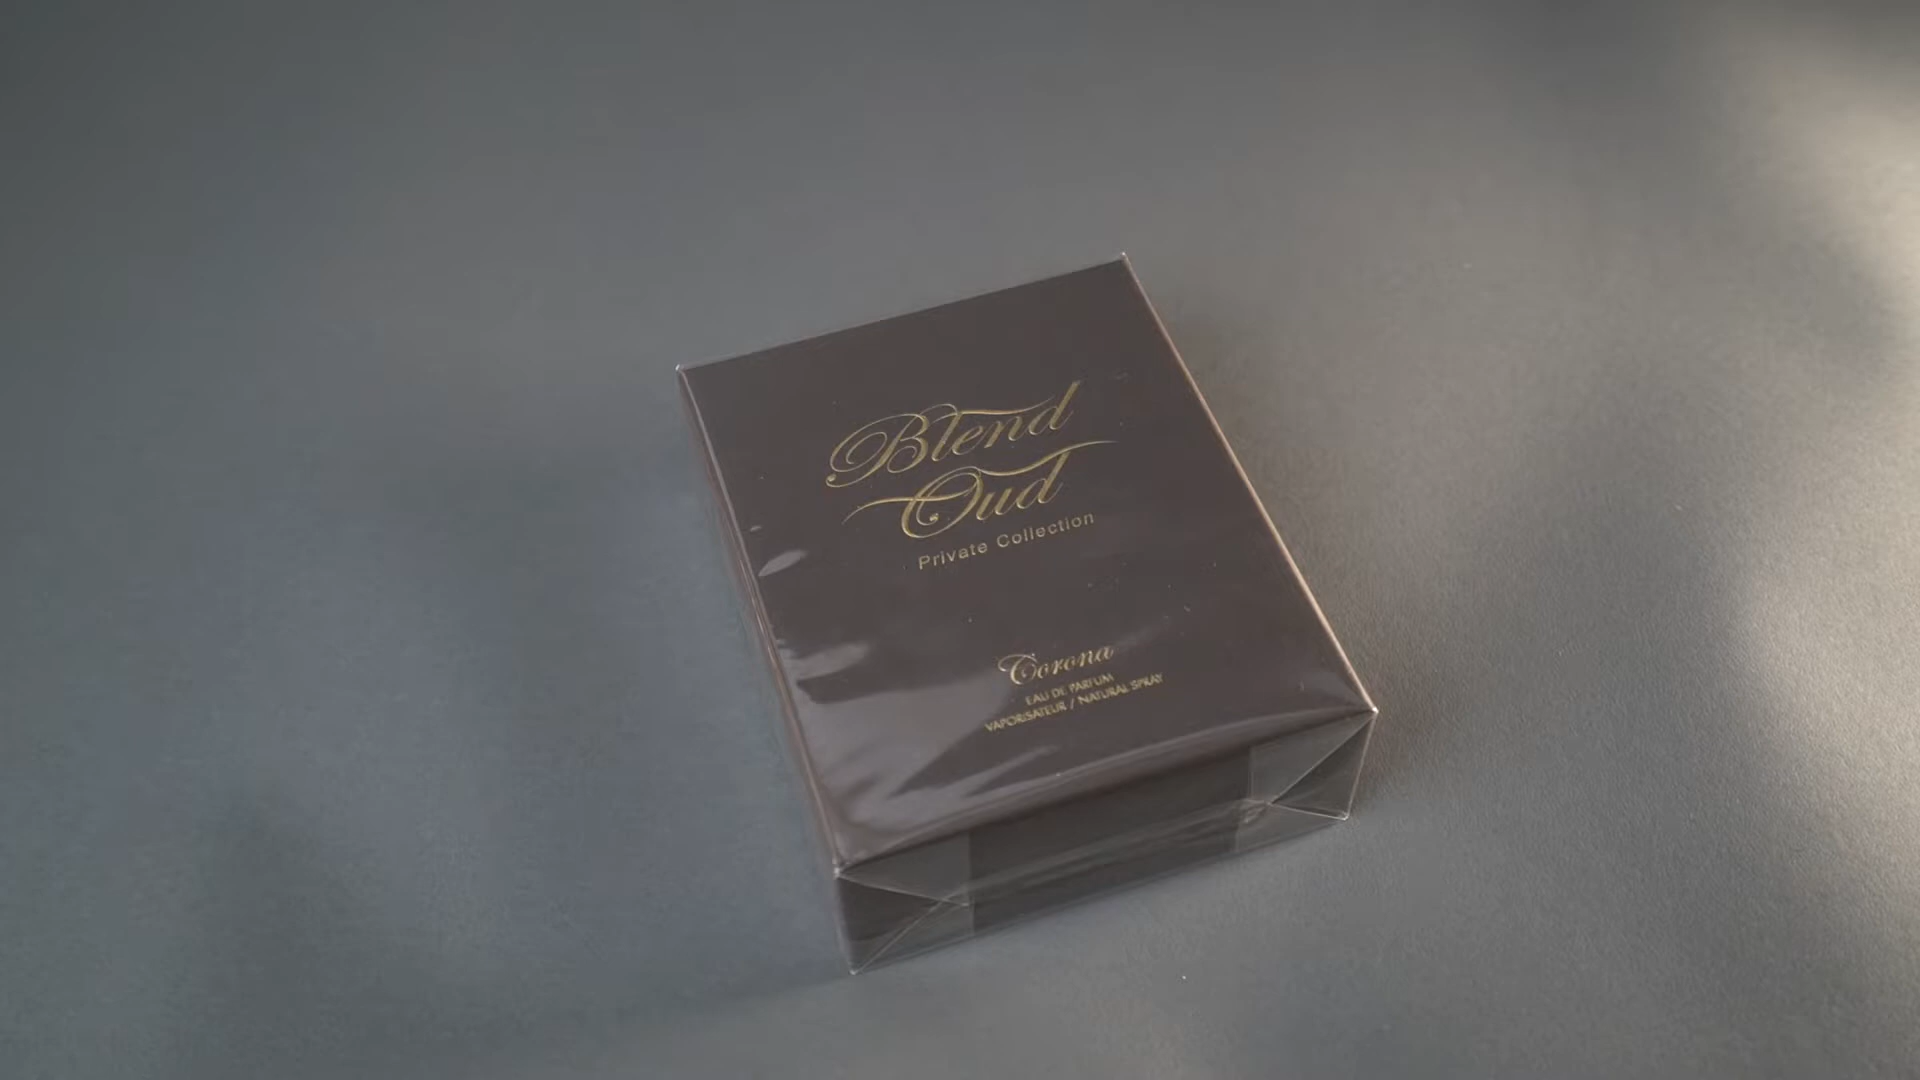 Blend
Oud
Private Collection
Corona
EAU DE PARFUM
VAPORISATEUR / NATURAL SPRAY